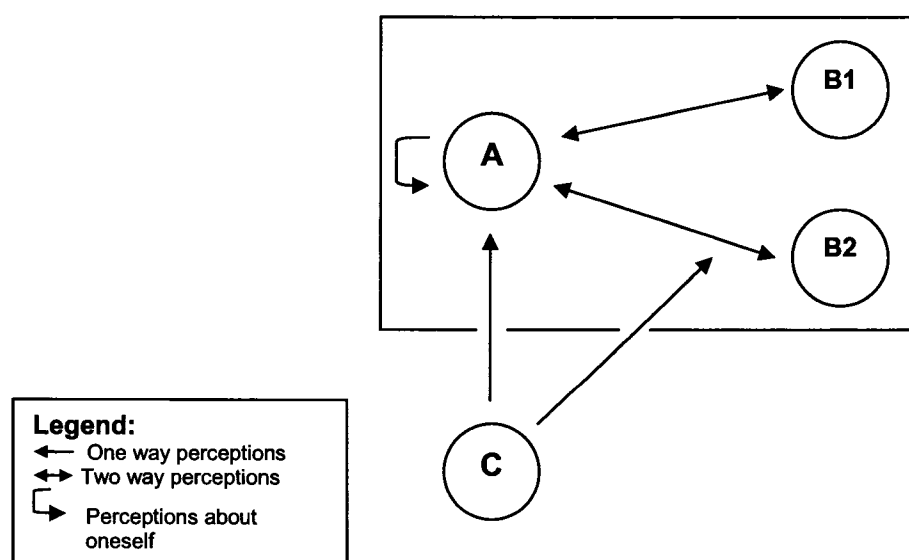 B1
A
B2
C
Legend:
One way perceptions
Two way perceptions
Perceptions about
oneself